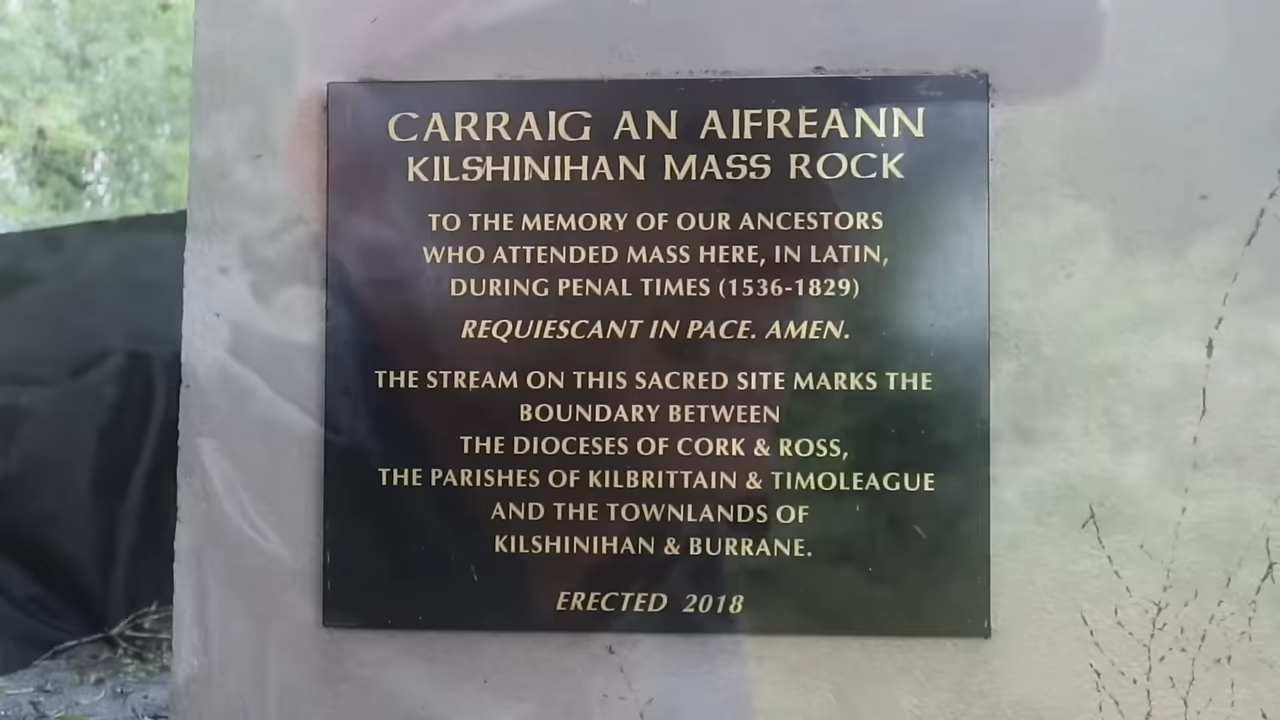 CARRAIG AN AIFREANN
KILSHINIHAN MASS ROCK
TO THE MEMORY OF OUR ANCESTORS
WHO ATTENDED MASS HERE, IN LATIN,
DURING PENAL TIMES (1536-1829)
REQUIESCANT IN PACE. AMEN.
THE STREAM ON THIS SACRED SITE MARKS THE
BOUNDARY BETWEEN
THE DIOCESES OF CORK & ROSS,
THE PARISHES OF KILBRITTAIN & TIMOLEAGUE
AND THE TOWNLANDS OF
KILSHINIHAN & BURRANE.
ERECTED 2018